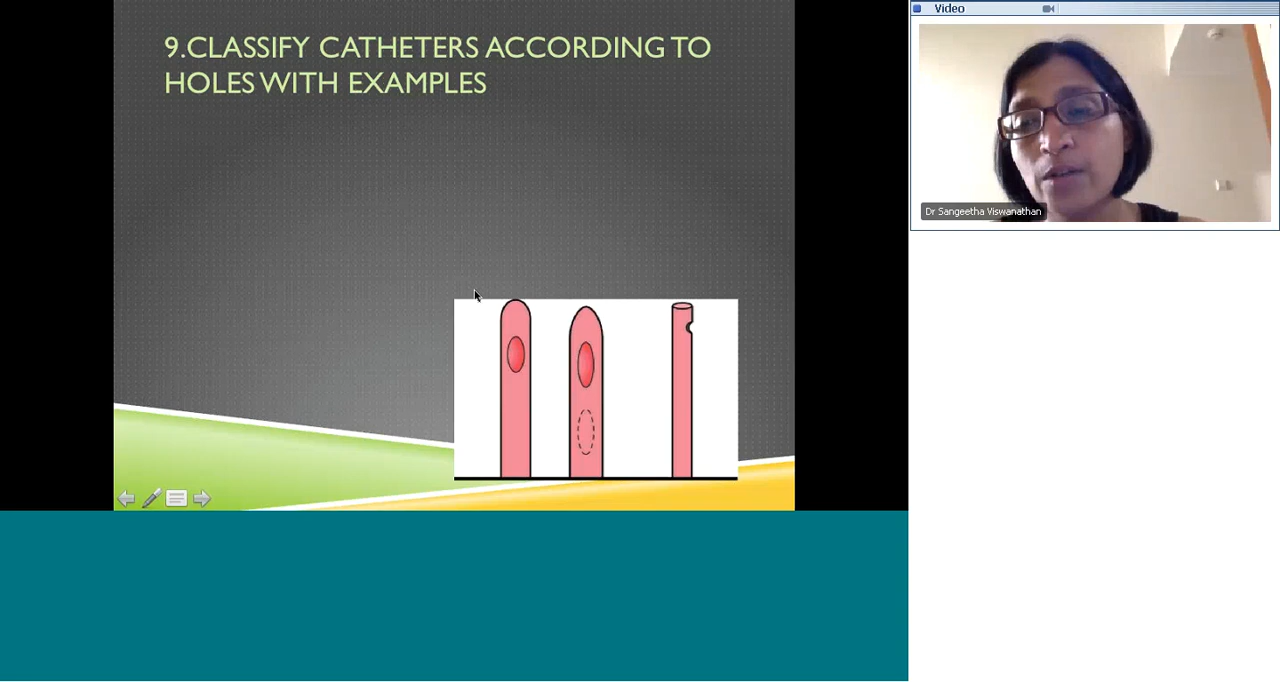 9.CLASSIFY CATHETERS ACCORDING TO
HOLES WITH EXAMPLES
Video
Dr Sangeetha Viswanathan